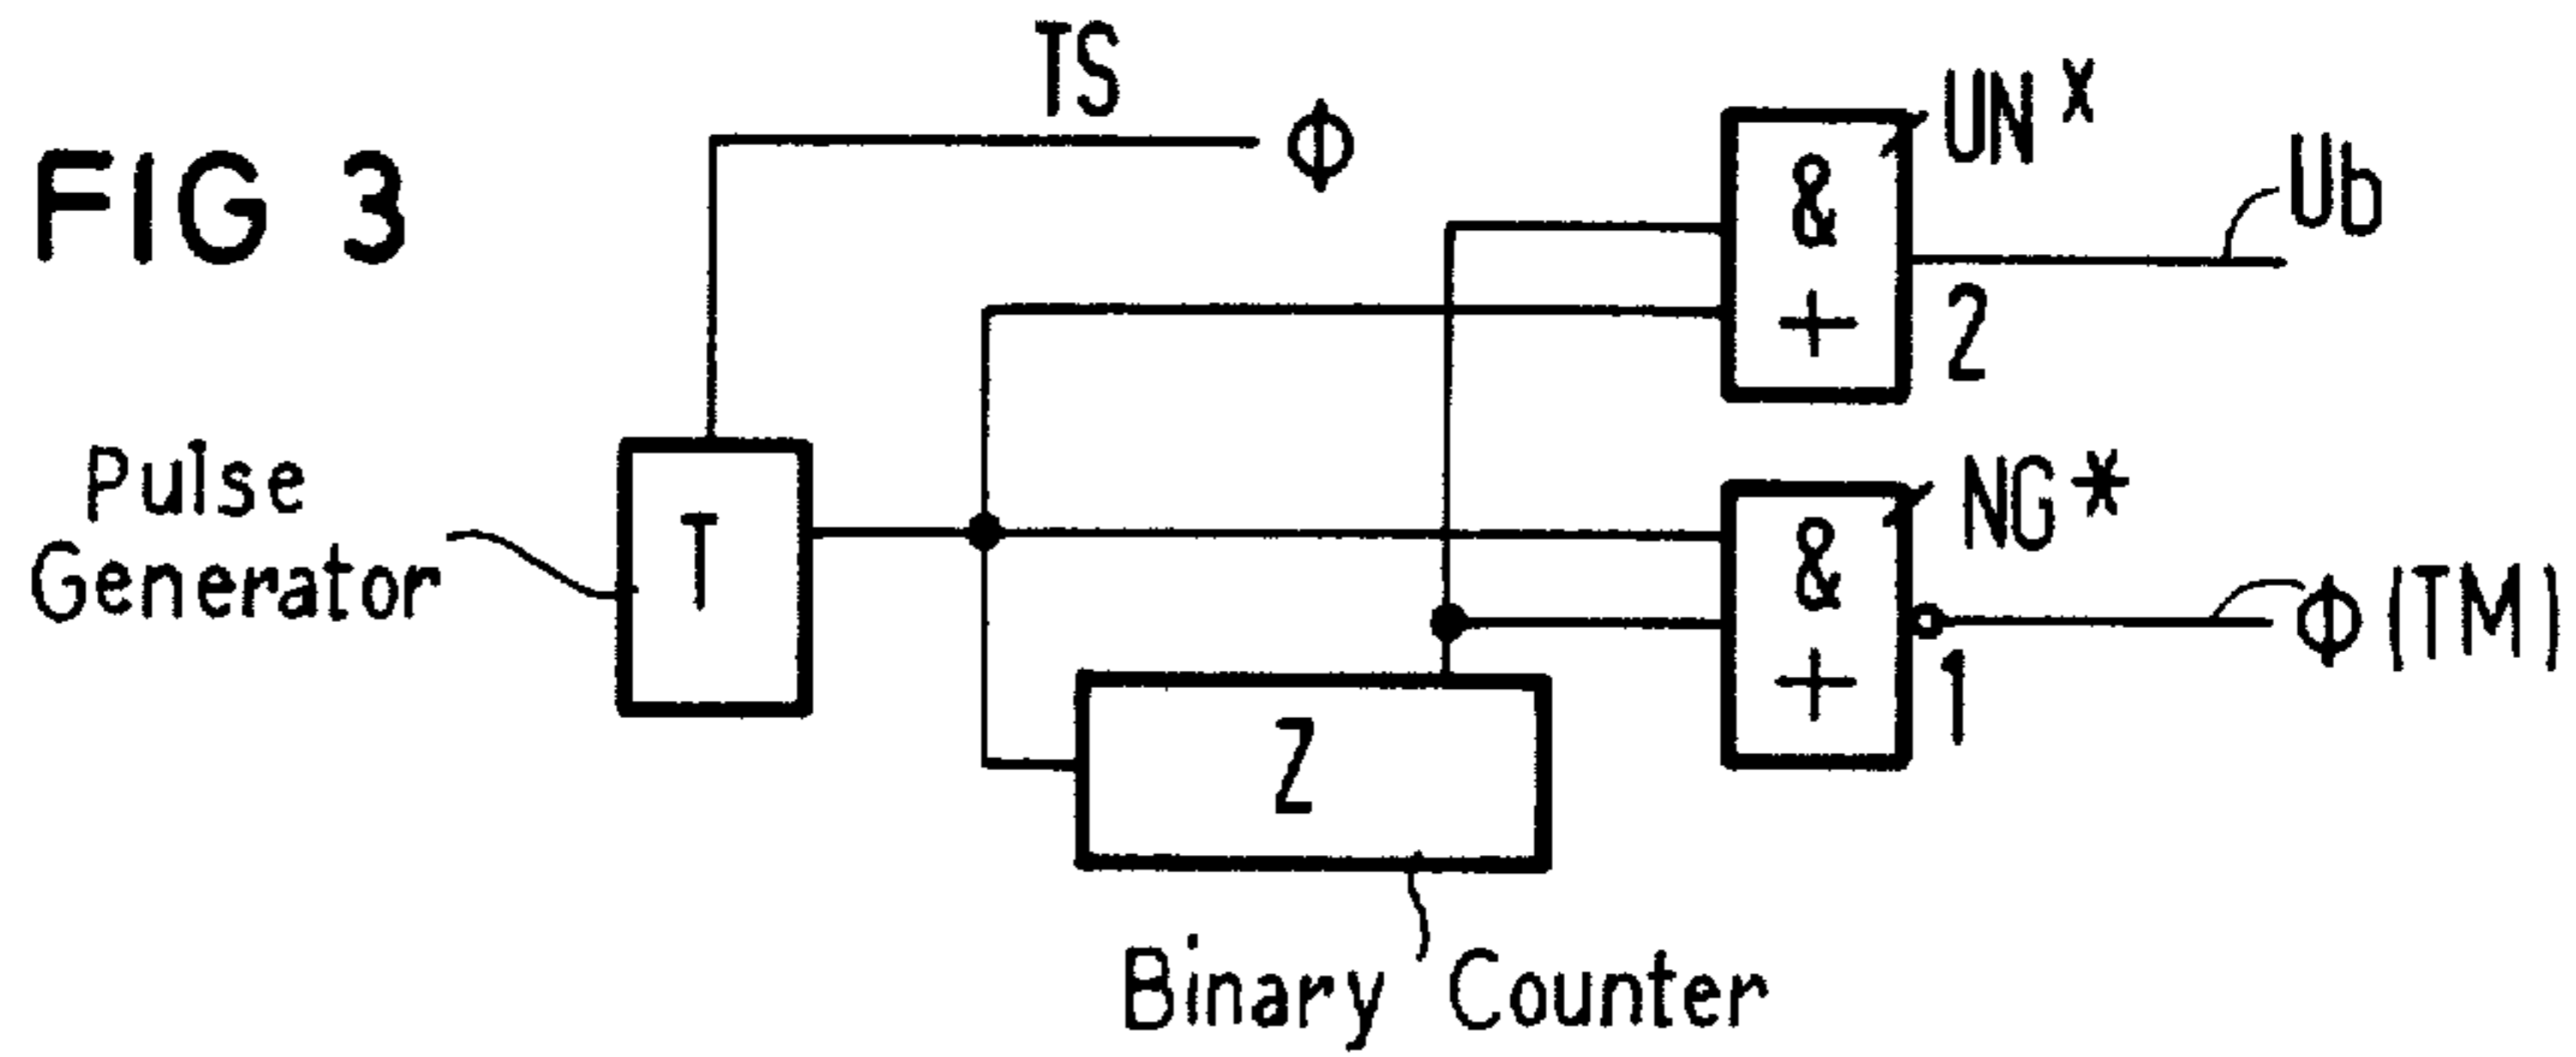 FIG 3
TS
ϕ
UN*
&
+
2
Ub
Pulse
Generator
T
NG*
&
+
1
ϕ (TM)
Z
Binary Counter